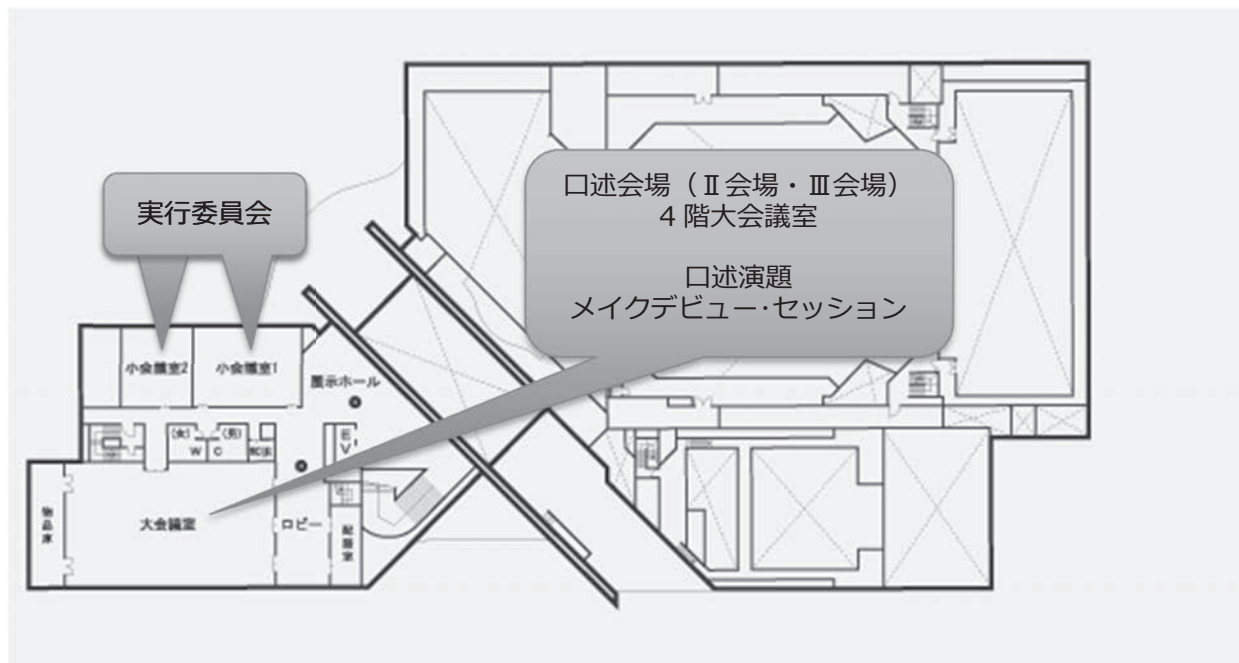 実行委員会
口述会場（Ⅱ会場・Ⅲ会場）
4 階大会議室
口述演題
メイクデビュー・セッション
小会議室2
小会議室1
展示ホール
(女)
(男)
W
C
EV
物品庫
大会議室
ロビー
配膳室